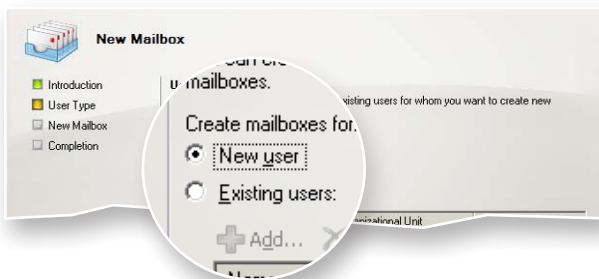 New Mailbox
Introduction
User Type
New Mailbox
Completion
mailboxes.
existing users for whom you want to create new
Create mailboxes for
New user
Existing users:
Add...
Organizational Unit